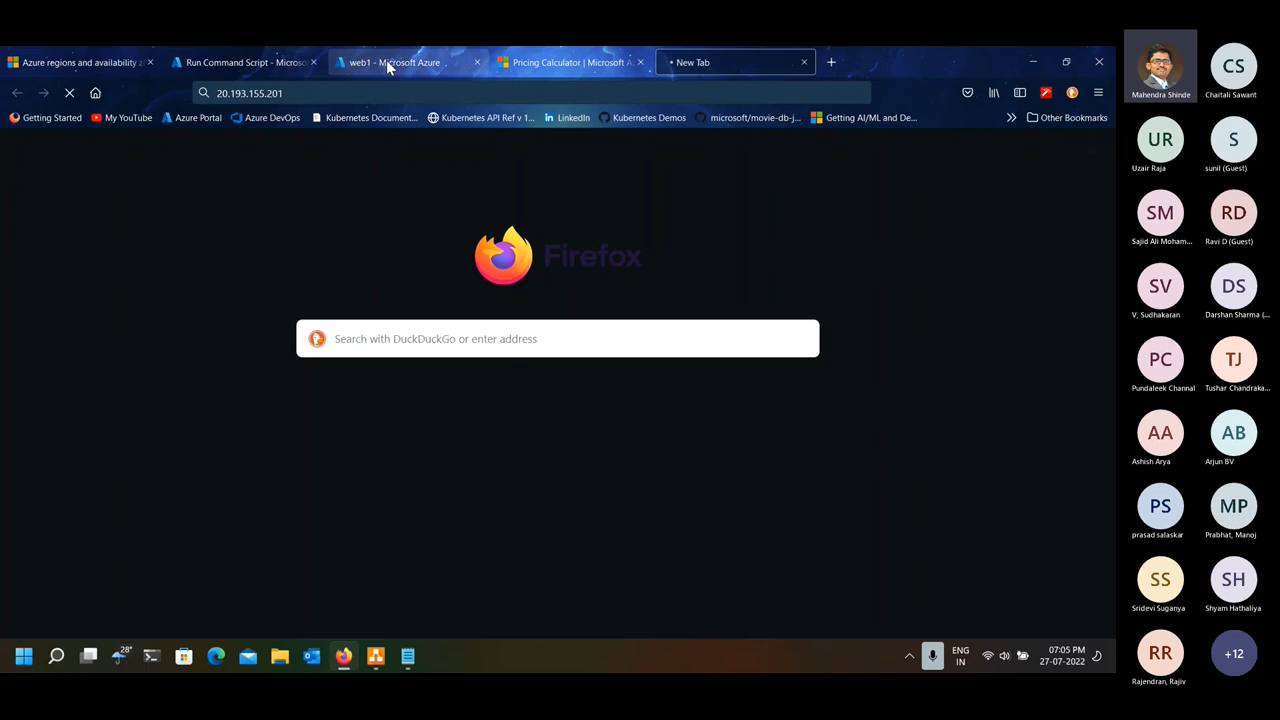 Azure regions and availability z
Run Command Script - Microso
web1 - Microsoft Azure
Pricing Calculator | Microsoft A
New Tab
20.193.155.201
Getting Started
My YouTube
Azure Portal
Azure DevOps
Kubernetes Document...
Kubernetes API Ref v 1...
LinkedIn
Kubernetes Demos
microsoft/movie-db-j...
Getting AI/ML and De...
Other Bookmarks
Firefox
Search with DuckDuckGo or enter address
28°
ENG
IN
07:05 PM
27-07-2022
Mahendra Shinde
CS
Chaitali Sawant
UR
Uzair Raja
S
sunil (Guest)
SM
Sajid Ali Moham...
RD
Ravi D (Guest)
SV
V, Sudhakaran
DS
Darshan Sharma (...
PC
Pundaleek Channal
TJ
Tushar Chandraka...
AA
Ashish Arya
AB
Arjun BV
PS
prasad salaskar
MP
Prabhat, Manoj
SS
Sridevi Suganya
SH
Shyam Hathaliya
RR
Rajendran, Rajiv
+12